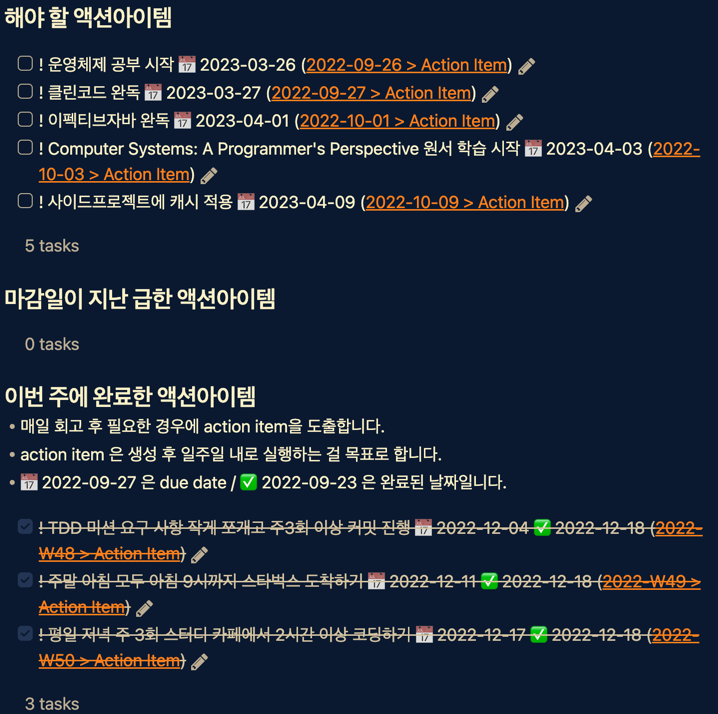 해야 할 액션아이템
! 운영체제 공부 시작 📅 2023-03-26 (2022-09-26 > Action Item)
! 클린코드 완독 📅 2023-03-27 (2022-09-27 > Action Item)
! 이펙티브자바 완독 📅 2023-04-01 (2022-10-01 > Action Item)
! Computer Systems: A Programmer's Perspective 원서 학습 시작 📅 2023-04-03 (2022-
10-03 > Action Item)
! 사이드프로젝트에 캐시 적용 📅 2023-04-09 (2022-10-09 > Action Item)
5 tasks
마감일이 지난 급한 액션아이템
0 tasks
이번 주에 완료한 액션아이템
• 매일 회고 후 필요한 경우에 action item을 도출합니다.
• action item 은 생성 후 일주일 내로 실행하는 걸 목표로 합니다.
• 📅 2022-09-27 은 due date / ✅ 2022-09-23 은 완료된 날짜입니다.
! TDD 미션 요구 사항 작게 쪼개고 주3회 이상 커밋 진행 📅 2022-12-04 ✅ 2022-12-18 (2022-
W48 > Action Item)
! 주말 아침 모두 아침 9시까지 스타벅스 도착하기 📅 2022-12-11 ✅ 2022-12-18 (2022-W49 >
Action Item)
! 평일 저녁 주 3회 스터디 카페에서 2시간 이상 코딩하기 📅 2022-12-17 ✅ 2022-12-18 (2022-
W50 > Action Item)
3 tasks